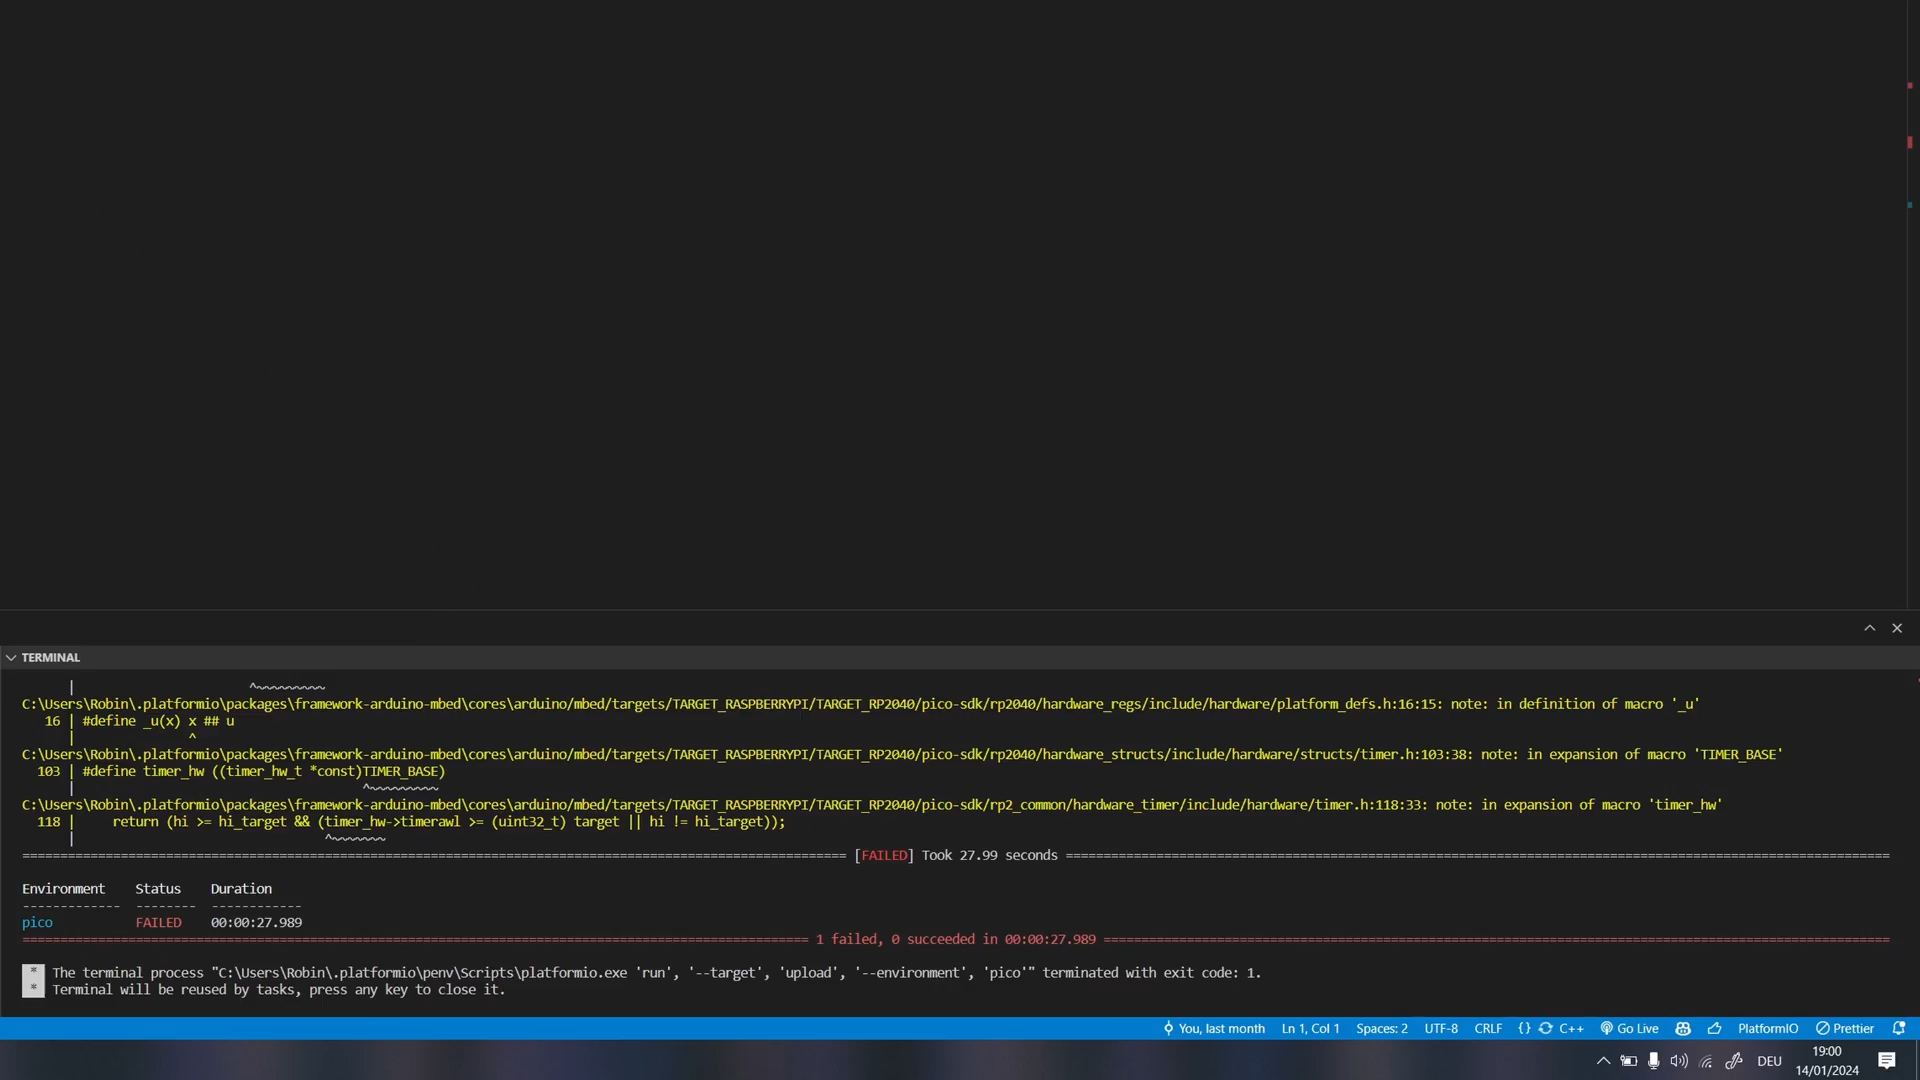 TERMINAL
| ^~~~~~~~~~
C:\Users\Robin\.platformio\packages\framework-arduino-mbed\cores\arduino/mbed/targets/TARGET_RASPBERRYPI/TARGET_RP2040/pico-sdk/rp2040/hardware_regs/include/hardware/platform_defs.h:16:15: note: in definition of macro '_u'
16 | #define _u(x) x ## u
| ^
C:\Users\Robin\.platformio\packages\framework-arduino-mbed\cores\arduino/mbed/targets/TARGET_RASPBERRYPI/TARGET_RP2040/pico-sdk/rp2040/hardware_structs/include/hardware/structs/timer.h:103:38: note: in expansion of macro 'TIMER_BASE'
103 | #define timer_hw ((timer_hw_t *const)TIMER_BASE)
| ^~~~~~~~~~
C:\Users\Robin\.platformio\packages\framework-arduino-mbed\cores\arduino/mbed/targets/TARGET_RASPBERRYPI/TARGET_RP2040/pico-sdk/rp2_common/hardware_timer/include/hardware/timer.h:118:33: note: in expansion of macro 'timer_hw'
118 | return (hi >= hi_target && (timer_hw->timerawl >= (uint32_t) target || hi != hi_target));
| ^~~~~~~~
[FAILED] Took 27.99 seconds
Environment Status Duration
------------- -------- ------------
pico FAILED 00:00:27.989
1 failed, 0 succeeded in 00:00:27.989
* The terminal process "C:\Users\Robin\.platformio\penv\Scripts\platformio.exe 'run', '--target', 'upload', '--environment', 'pico'" terminated with exit code: 1.
* Terminal will be reused by tasks, press any key to close it.
You, last month Ln 1, Col 1 Spaces: 2 UTF-8 CRLF {} C++ Go Live PlatformIO Prettier
DEU 19:00
14/01/2024